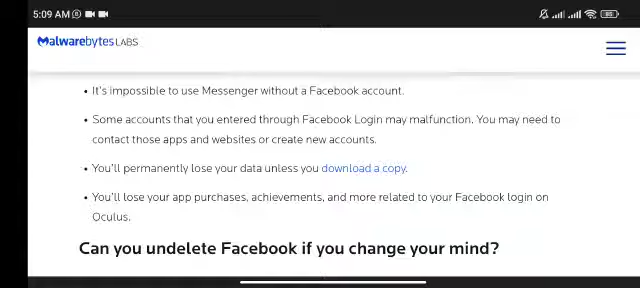 5:09 AM
Malwarebytes LABS
• It's impossible to use Messenger without a Facebook account.
• Some accounts that you entered through Facebook Login may malfunction. You may need to
contact those apps and websites or create new accounts.
• You'll permanently lose your data unless you download a copy.
• You'll lose your app purchases, achievements, and more related to your Facebook login on
Oculus.
Can you undelete Facebook if you change your mind?